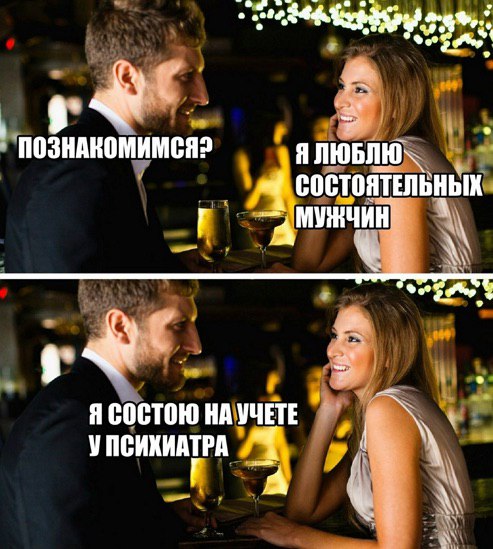 ПОЗНАКОМИМСЯ?
Я ЛЮБЛЮ
СОСТОЯТЕЛЬНЫХ
МУЖЧИН
Я СОСТОЮ НА УЧЕТЕ
У ПСИХИАТРА